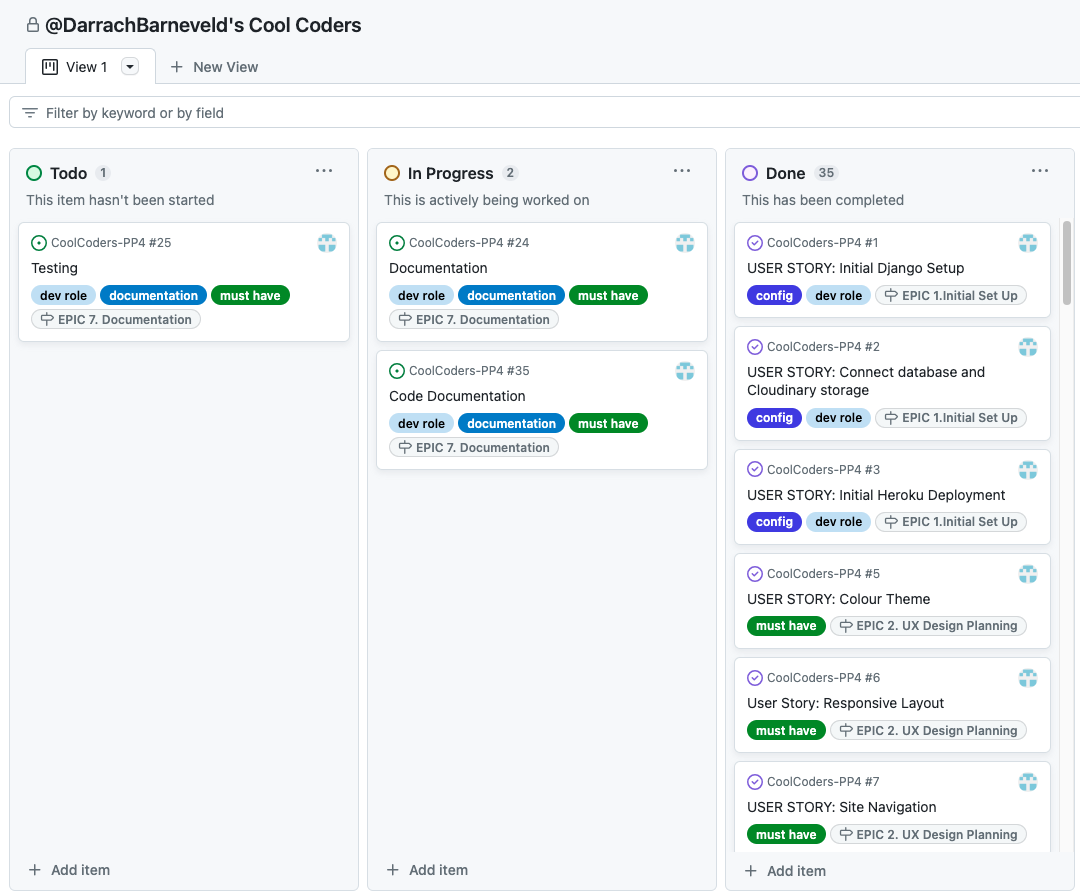 @DarrachBarneveld's Cool Coders
View 1
New View
Filter by keyword or by field
Todo 1
This item hasn't been started
CoolCoders-PP4 #25
Testing
dev role documentation must have
EPIC 7. Documentation
Add item
In Progress 2
This is actively being worked on
CoolCoders-PP4 #24
Documentation
dev role documentation must have
EPIC 7. Documentation
CoolCoders-PP4 #35
Code Documentation
dev role documentation must have
EPIC 7. Documentation
Add item
Done 35
This has been completed
CoolCoders-PP4 #1
USER STORY: Initial Django Setup
config dev role EPIC 1.Initial Set Up
CoolCoders-PP4 #2
USER STORY: Connect database and
Cloudinary storage
config dev role EPIC 1.Initial Set Up
CoolCoders-PP4 #3
USER STORY: Initial Heroku Deployment
config dev role EPIC 1.Initial Set Up
CoolCoders-PP4 #5
USER STORY: Colour Theme
must have EPIC 2. UX Design Planning
CoolCoders-PP4 #6
User Story: Responsive Layout
must have EPIC 2. UX Design Planning
CoolCoders-PP4 #7
USER STORY: Site Navigation
must have EPIC 2. UX Design Planning
Add item